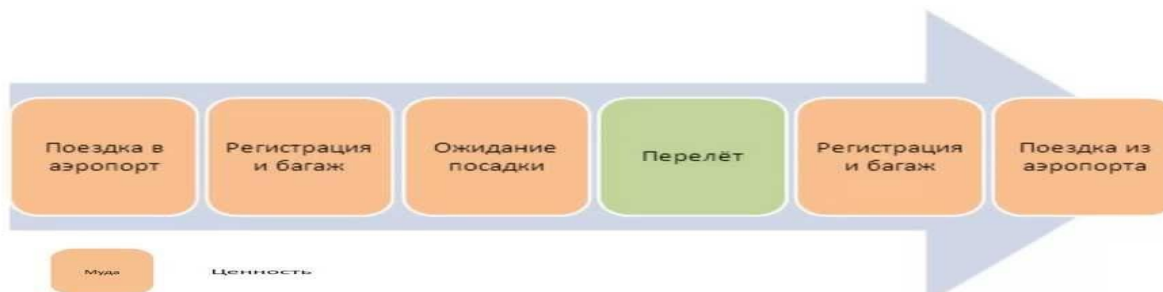 Поездка в
аэропорт
Регистрация
и багаж
Ожидание
посадки
Перелёт
Регистрация
и багаж
Поездка из
аэропорта
Муда
Ценность